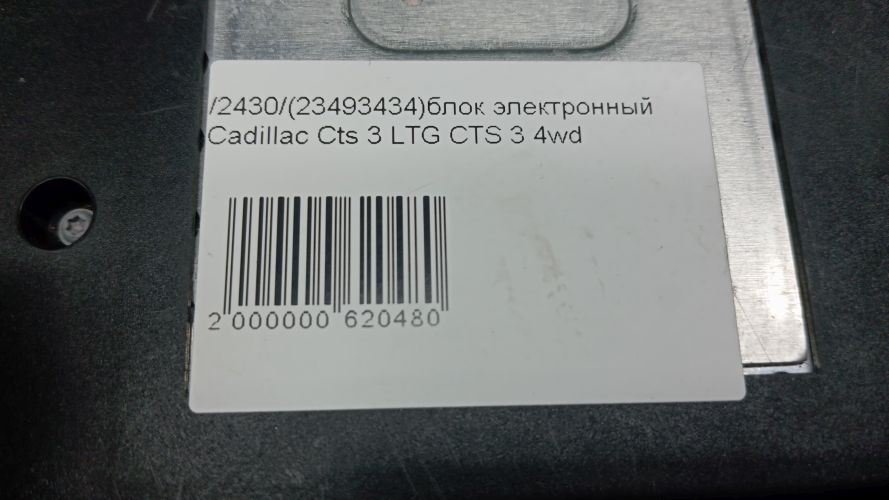 /2430/(23493434)блок электронный
Cadillac Cts 3 LTG CTS 3 4wd
2 000000 620480